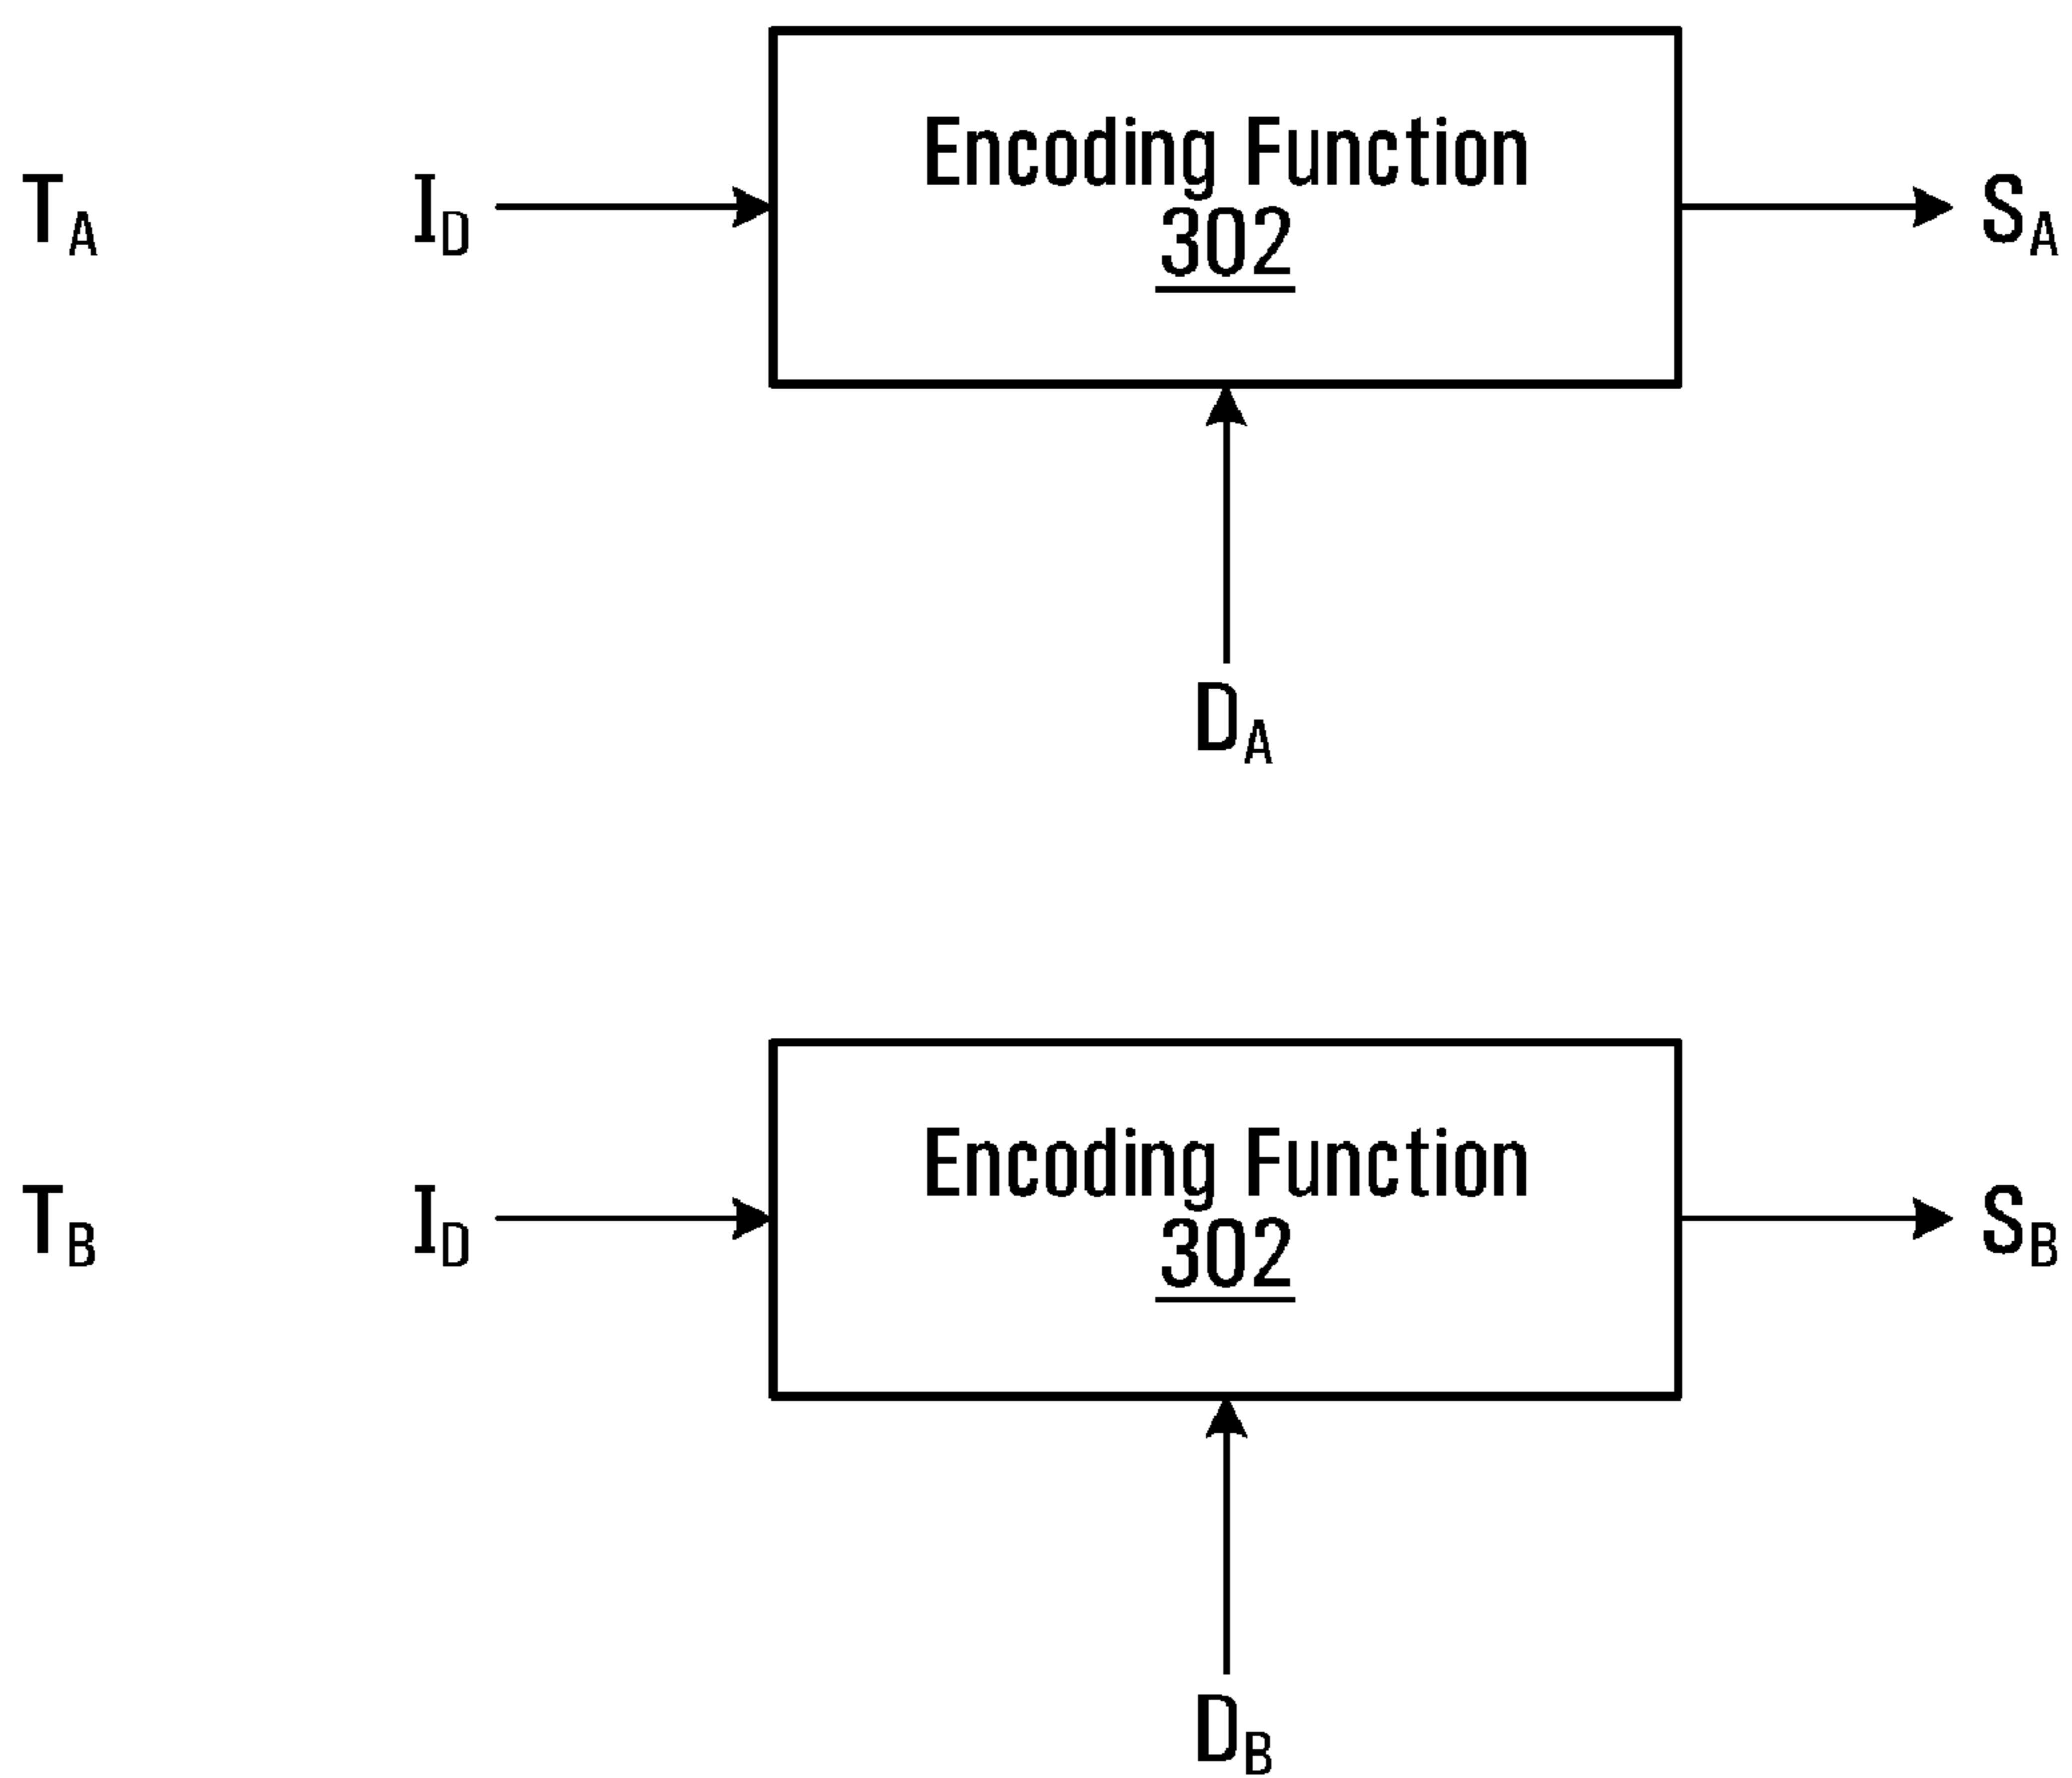 Encoding Function
T_A I_D 302 S_A
D_A
Encoding Function
T_B I_D 302 S_B
D_B